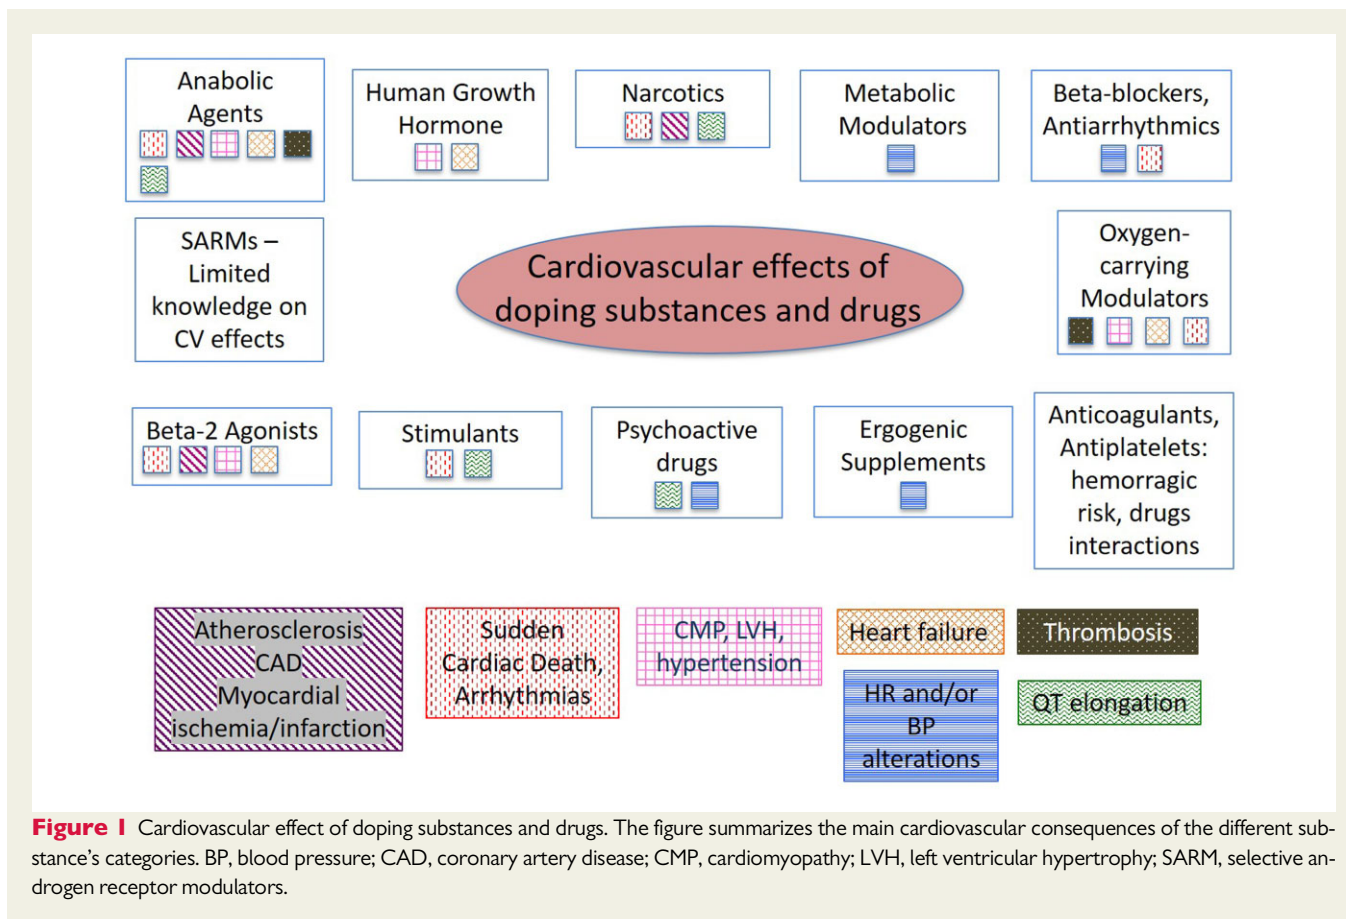 Anabolic
Agents
Human Growth
Hormone
Narcotics
Metabolic
Modulators
Beta-blockers,
Antiarrhythmics
SARMs –
Limited
knowledge on
CV effects
Cardiovascular effects of
doping substances and drugs
Oxygen-
carrying
Modulators
Beta-2 Agonists
Stimulants
Psychoactive
drugs
Ergogenic
Supplements
Anticoagulants,
Antiplatelets:
hemorragic
risk, drugs
interactions
Atherosclerosis
CAD
Myocardial
ischemia/infarction
Sudden
Cardiac Death,
Arrhythmias
CMP, LVH,
hypertension
Heart failure
Thrombosis
HR and/or
BP
alterations
QT elongation
Figure 1 Cardiovascular effect of doping substances and drugs. The figure summarizes the main cardiovascular consequences of the different sub-
stance's categories. BP, blood pressure; CAD, coronary artery disease; CMP, cardiomyopathy; LVH, left ventricular hypertrophy; SARM, selective an-
drogen receptor modulators.